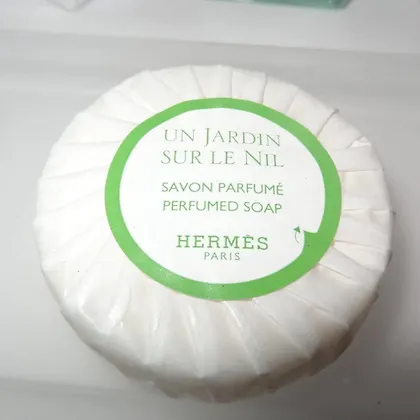 UN JARDIN
SUR LE NIL
SAVON PARFUMÉ
PERFUMED SOAP
HERMÈS
PARIS